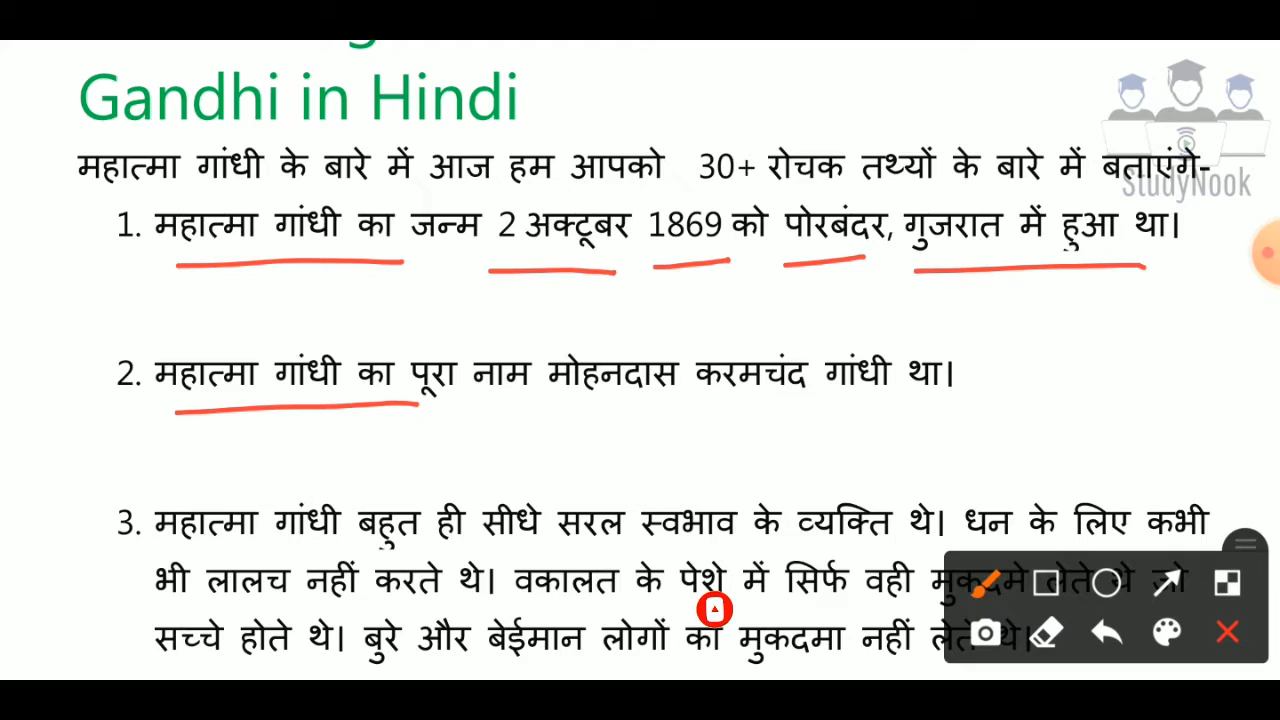 Gandhi in Hindi
महात्मा गांधी के बारे में आज हम आपको 30+ रोचक तथ्यों के बारे में बताएंगे-
StudyNook
1. महात्मा गांधी का जन्म 2 अक्टूबर 1869 को पोरबंदर, गुजरात में हुआ था।
2. महात्मा गांधी का पूरा नाम मोहनदास करमचंद गांधी था।
3. महात्मा गांधी बहुत ही सीधे सरल स्वभाव के व्यक्ति थे। धन के लिए कभी
भी लालच नहीं करते थे। वकालत के पेशे में सिर्फ वही मुकदमे लेते थे जो
सच्चे होते थे। बुरे और बेईमान लोगों का मुकदमा नहीं लेते थे।